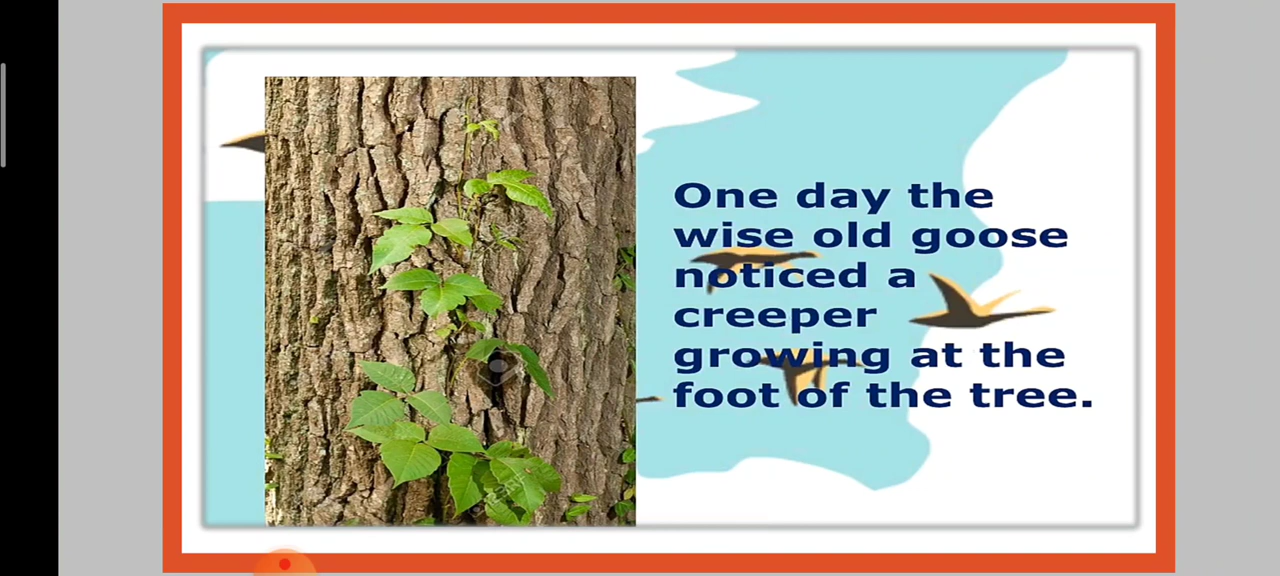 One day the
wise old goose
noticed a
creeper
growing at the
foot of the tree.